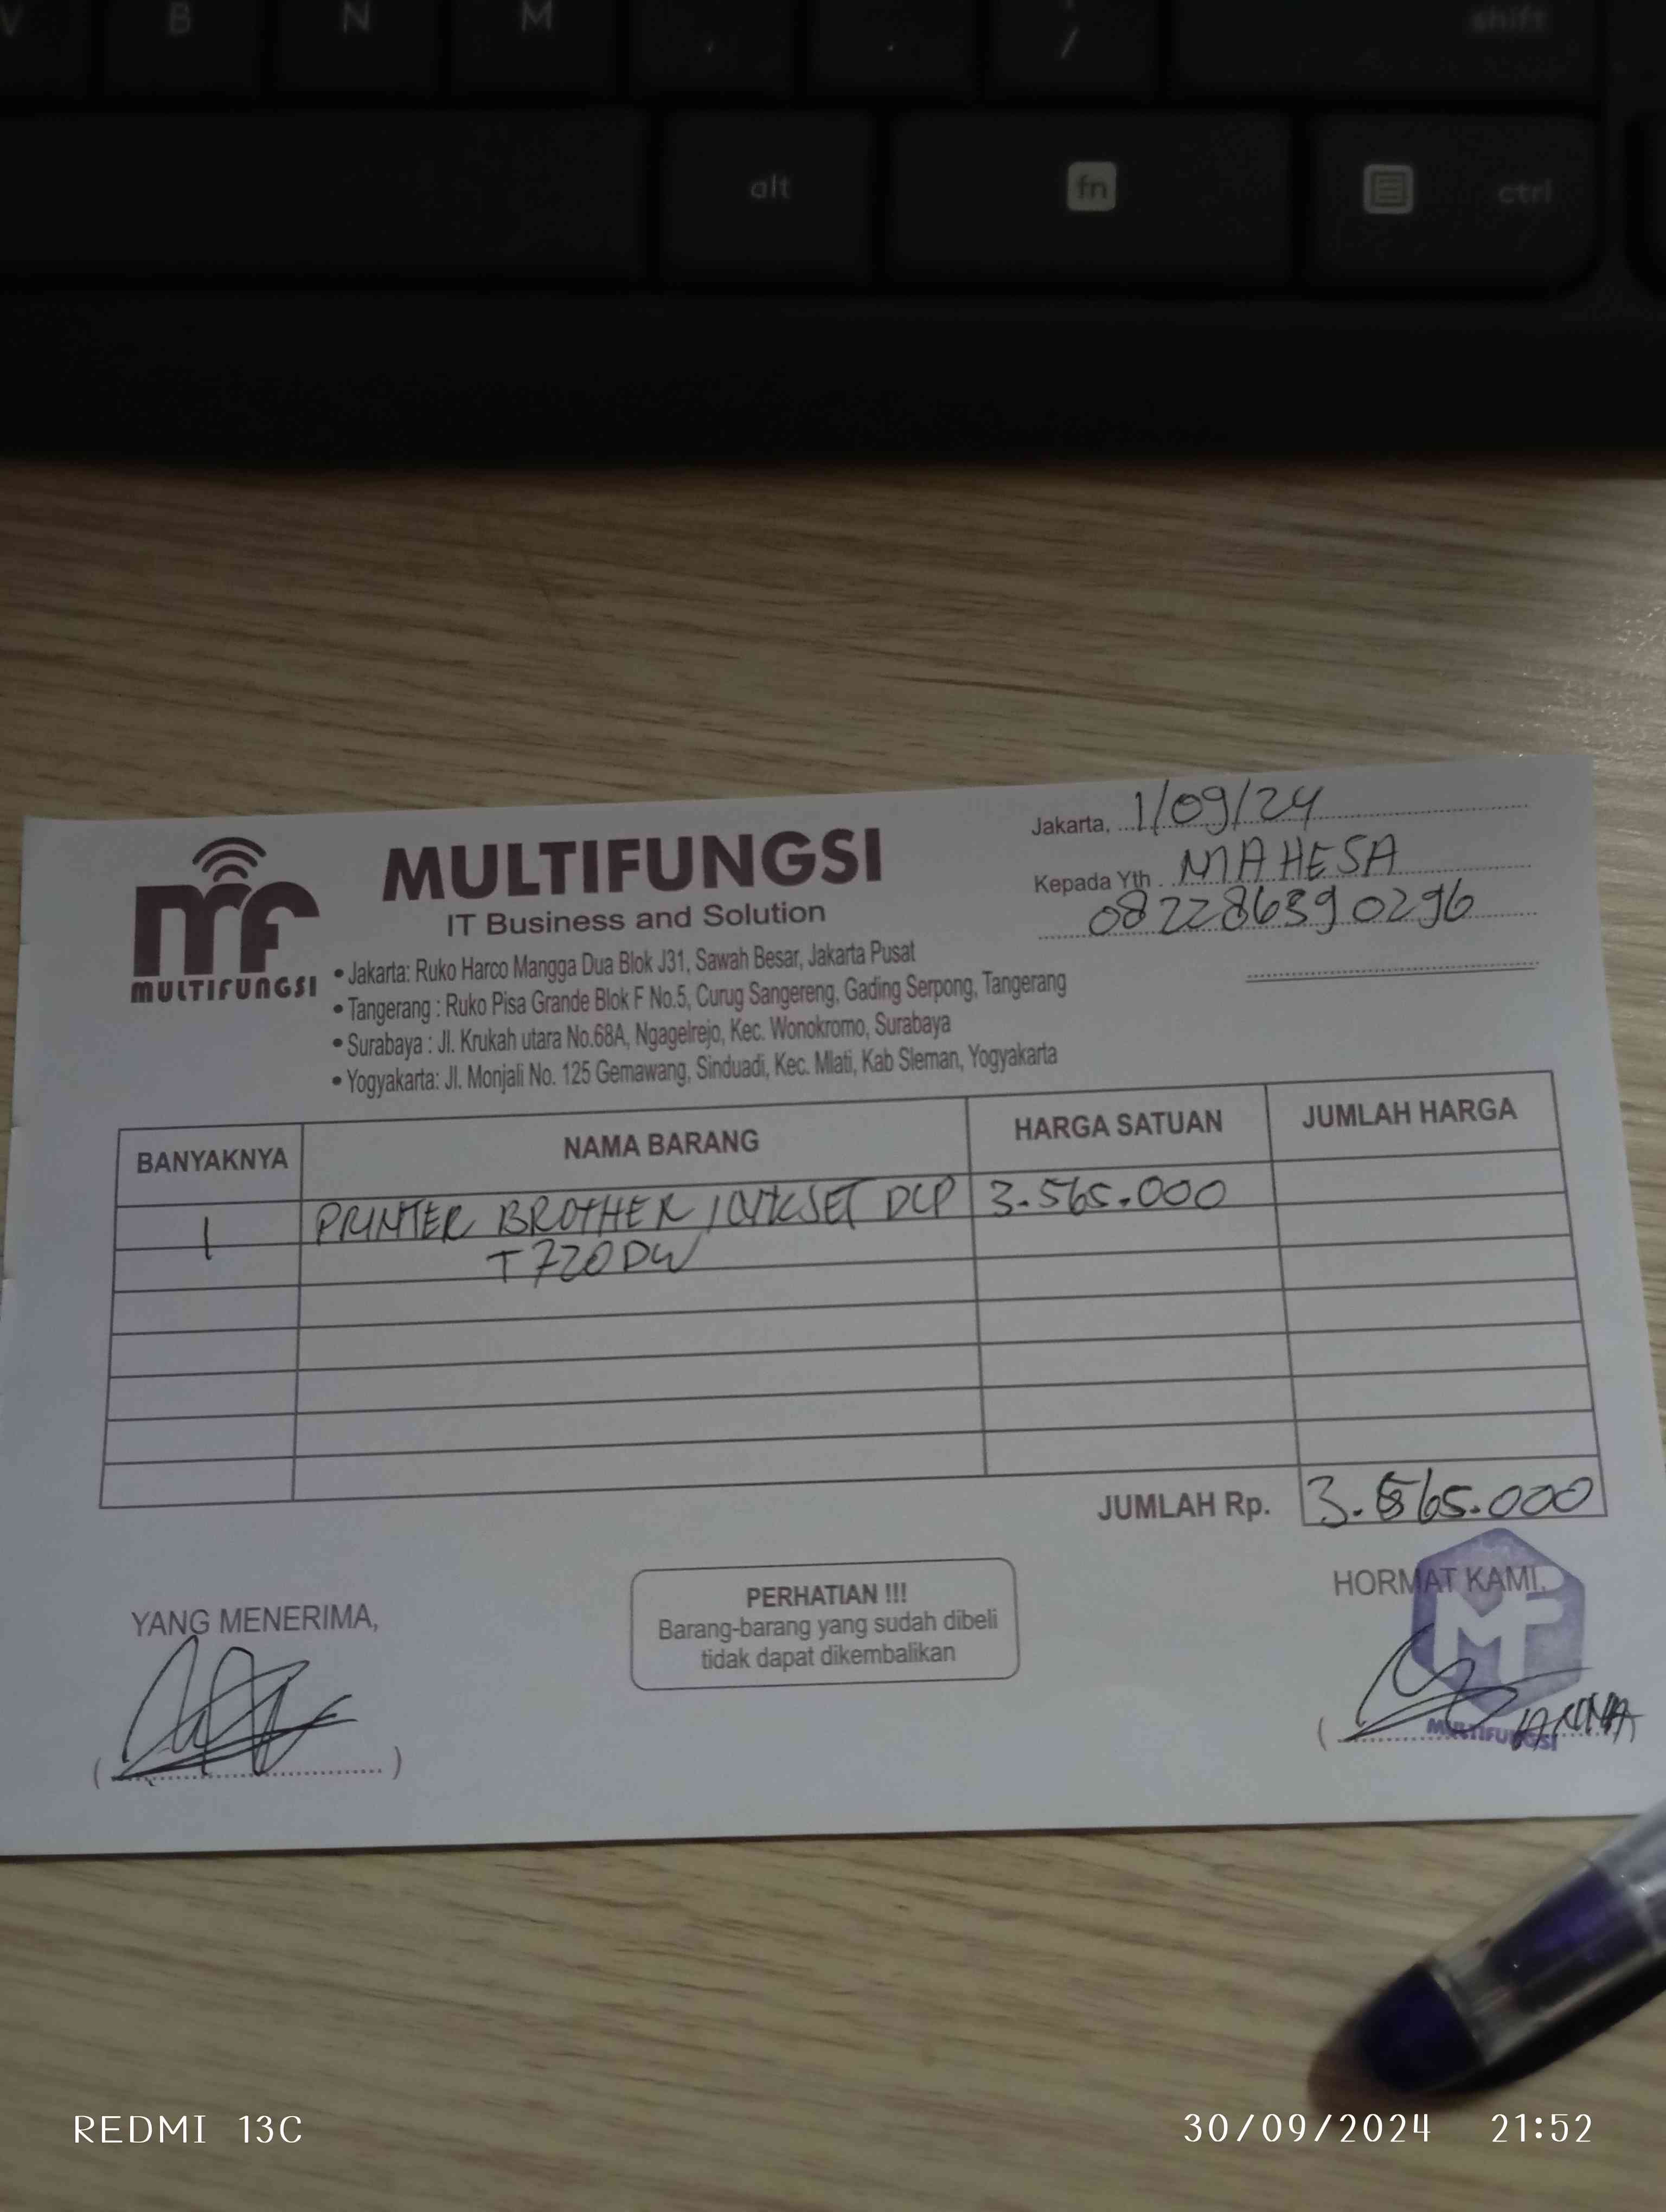 V B N M , . /
shift
alt fn ctrl
mf
MULTIFUNGSI
MULTIFUNGSI
IT Business and Solution
• Jakarta: Ruko Harco Mangga Dua Blok J31, Sawah Besar, Jakarta Pusat
• Tangerang : Ruko Pisa Grande Blok F No.5, Curug Sangereng, Gading Serpong, Tangerang
• Surabaya : Jl. Krukah utara No.68A, Ngagelrejo, Kec. Wonokromo, Surabaya
• Yogyakarta: Jl. Monjali No. 125 Gemawang, Sinduadi, Kec. Mlati, Kab Sleman, Yogyakarta
Jakarta, 1/09/24
Kepada Yth . MAHESA
082286390296
BANYAKNYA NAMA BARANG HARGA SATUAN JUMLAH HARGA
1 PRINTER BROTHER INKJET DCP 3.565.000
T720DW
JUMLAH Rp. 3.565.000
YANG MENERIMA,
PERHATIAN !!!
Barang-barang yang sudah dibeli
tidak dapat dikembalikan
HORMAT KAMI,
MF
MULTIFUNGSI
REDMI 13C
30/09/2024 21:52